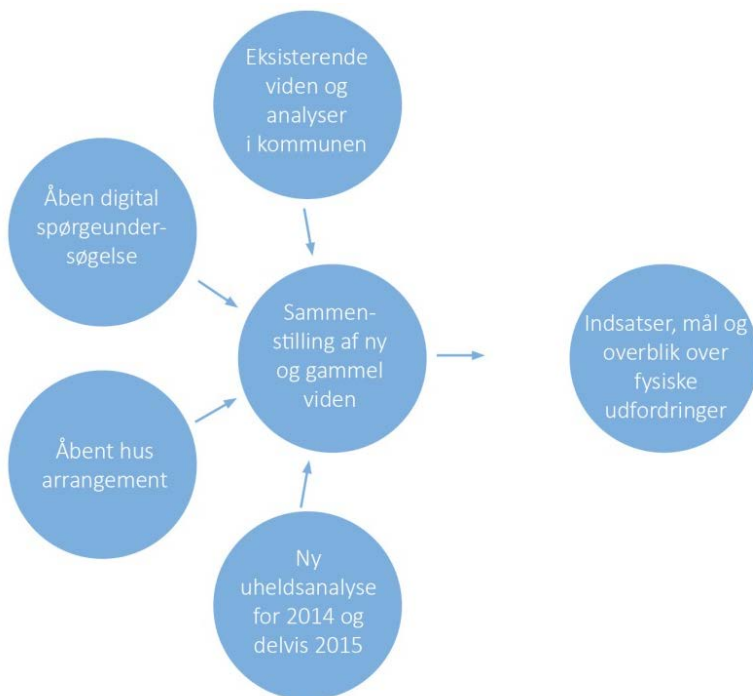 Eksisterende
viden og
analyser
i kommunen
Åben digital
spørgeunder-
søgelse
Sammen-
stilling af ny
og gammel
viden
Indsatser, mål og
overblik over
fysiske
udfordringer
Åbent hus
arrangement
Ny
uheldsanalyse
for 2014 og
delvis 2015